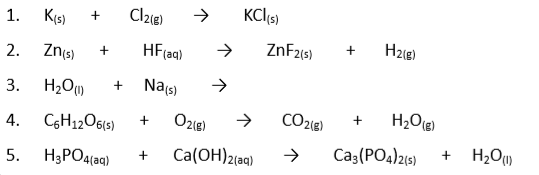 1. K(s) + Cl2(g) → KCl(s)
2. Zn(s) + HF(aq) → ZnF2(s) + H2(g)
3. H2O(l) + Na(s) →
4. C6H12O6(s) + O2(g) → CO2(g) + H2O(g)
5. H3PO4(aq) + Ca(OH)2(aq) → Ca3(PO4)2(s) + H2O(l)